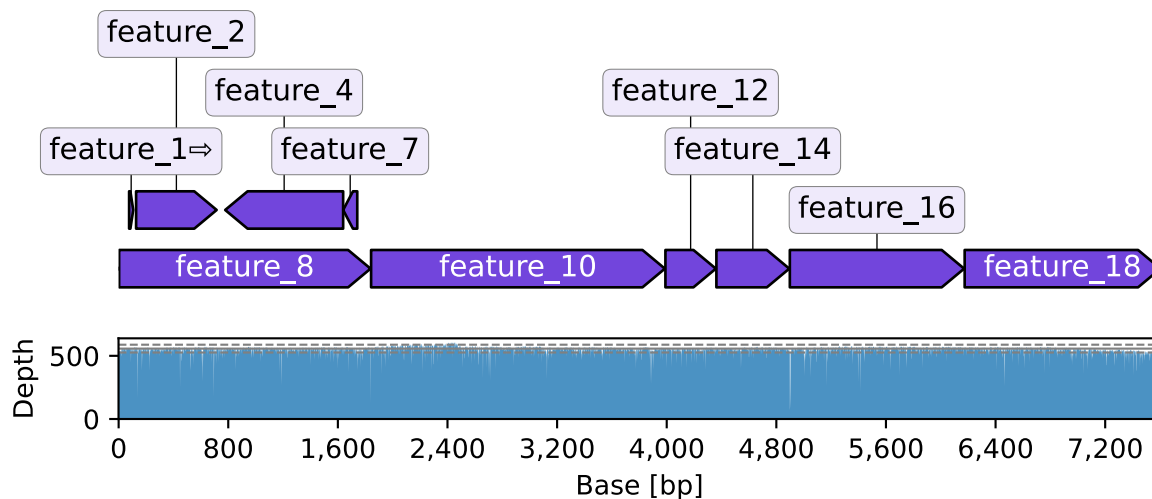 feature_2
feature_4
feature_12
feature_1⇨
feature_7
feature_14
feature_16
feature_8
feature_10
feature_18
Depth
500
0
0
800
1,600
2,400
3,200
4,000
4,800
5,600
6,400
7,200
Base [bp]